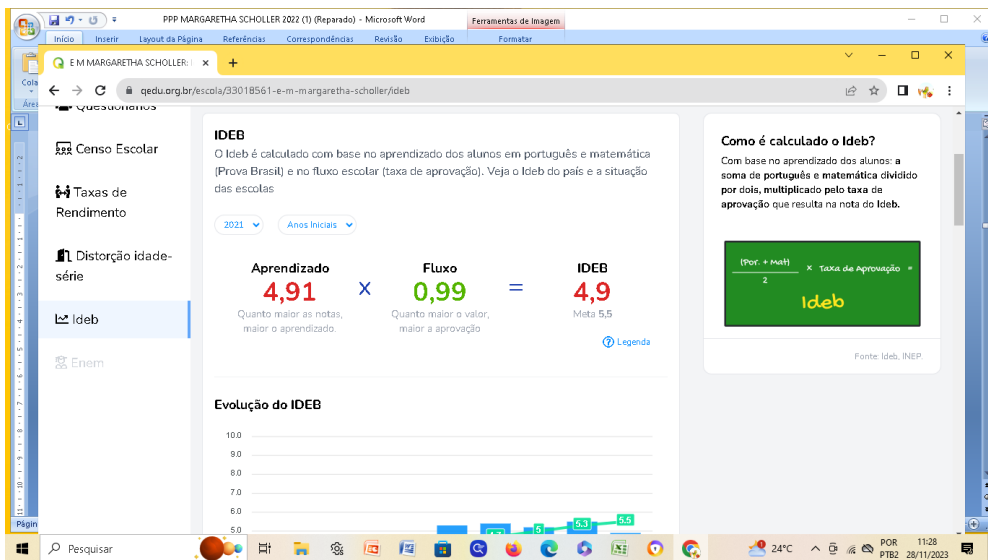 PPP MARGARETHA SCHOLLER 2022 (1) (Reparado) - Microsoft Word
Ferramentas de Imagem
Início Inserir Layout da Página Referências Correspondências Revisão Exibição Formatar
E M MARGARETHA SCHOLLER: I
Cola
Áre
qedu.org.br/escola/33018561-e-m-margaretha-scholler/ideb
Questionários
Censo Escolar
Taxas de
Rendimento
Distorção idade-
série
Ideb
Enem
IDEB
O Ideb é calculado com base no aprendizado dos alunos em português e matemática
(Prova Brasil) e no fluxo escolar (taxa de aprovação). Veja o Ideb do país e a situação
das escolas
2021 Anos Iniciais
Aprendizado Fluxo IDEB
4,91 X 0,99 = 4,9
Quanto maior as notas,
maior o aprendizado.
Quanto maior o valor,
maior a aprovação
Meta 5,5
Legenda
Evolução do IDEB
10.0
9.0
8.0
7.0
6.0
5.0
5
5.3
5.5
Como é calculado o Ideb?
Com base no aprendizado dos alunos: a
soma de português e matemática dividido
por dois, multiplicado pelo taxa de
aprovação que resulta na nota do Ideb.
(Por. + Mat)
2
x Taxa de Aprovação =
Ideb
Fonte: Ideb, INEP.
Págin
Pesquisar
24°C
POR
PTB2
11:28
28/11/2023